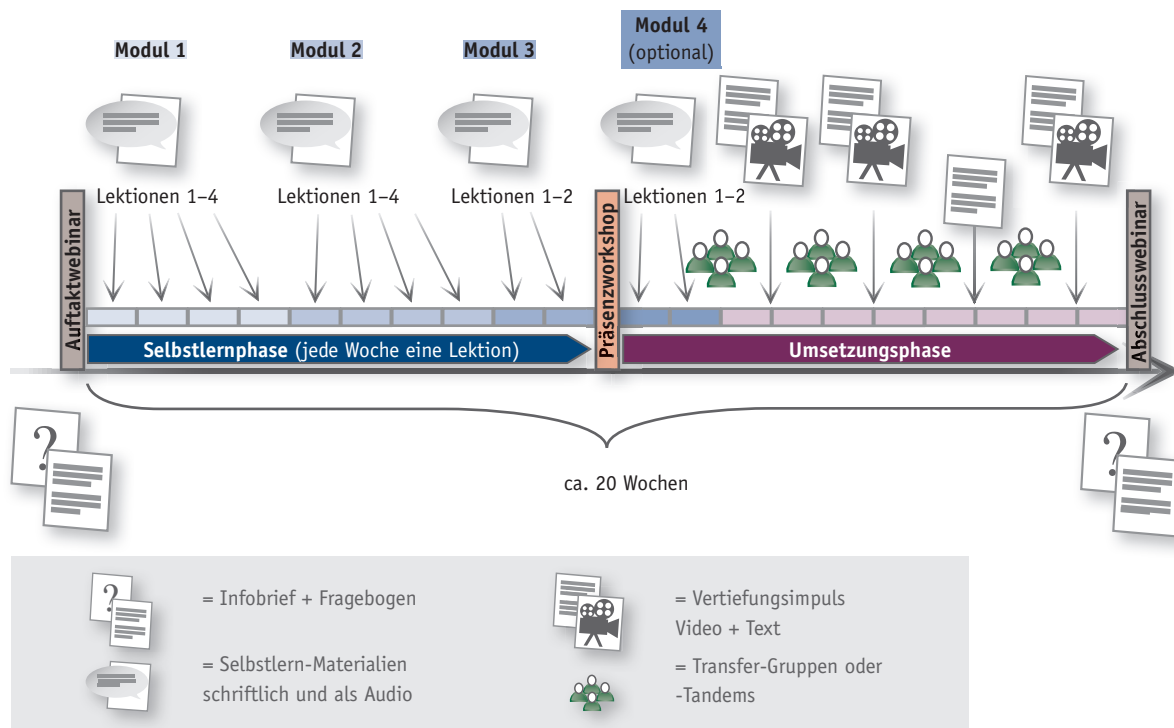 Modul 1
Modul 2
Modul 3
Modul 4
(optional)
Lektionen 1–4
Lektionen 1–4
Lektionen 1–2
Lektionen 1–2
Auftaktwebinar
Präsenzworkshop
Abschlusswebinar
Selbstlernphase (jede Woche eine Lektion)
Umsetzungsphase
?
?
ca. 20 Wochen
?
= Infobrief + Fragebogen
= Selbstlern-Materialien
schriftlich und als Audio
= Vertiefungsimpuls
Video + Text
= Transfer-Gruppen oder
-Tandems